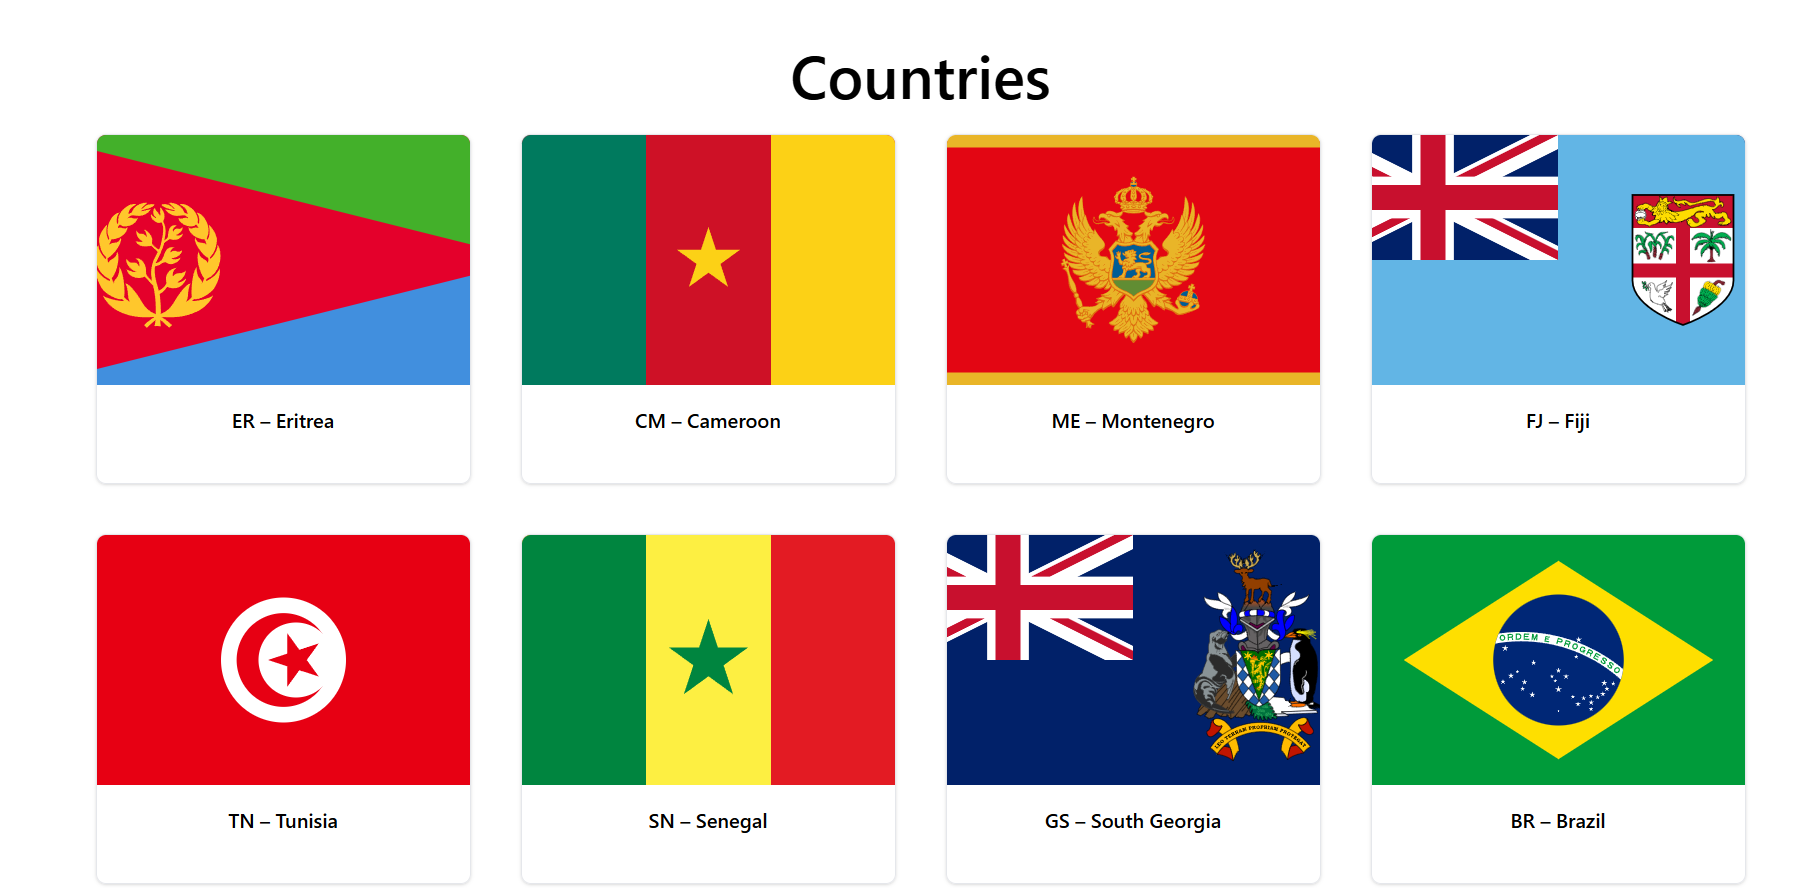 Countries
ER – Eritrea
CM – Cameroon
ME – Montenegro
FJ – Fiji
ORDEM E PROGRESSO
LEO TERRAM PROPRIAM PROTEGAT
TN – Tunisia
SN – Senegal
GS – South Georgia
BR – Brazil